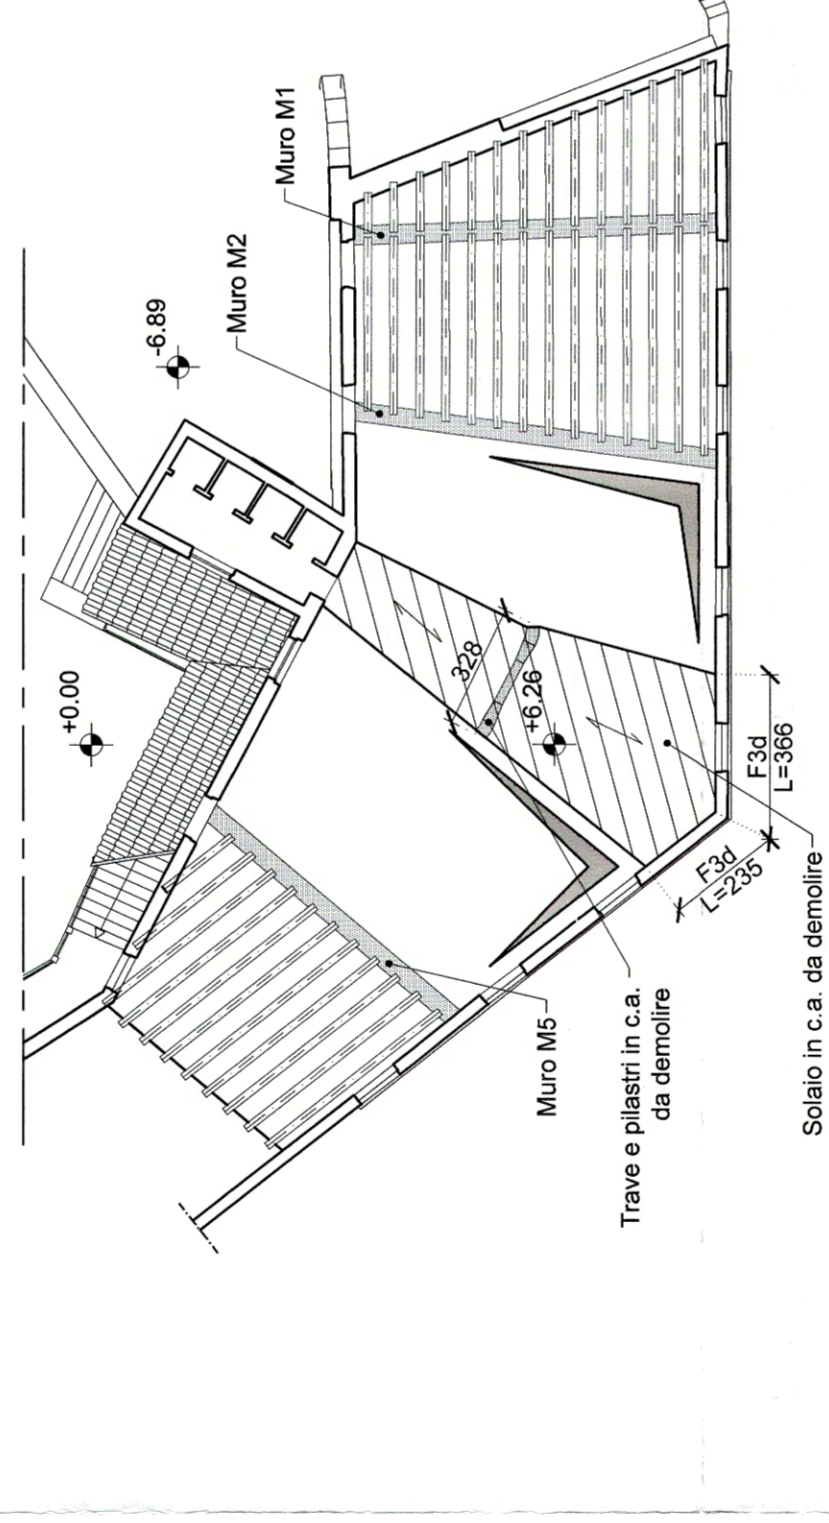 Muro M1
Muro M2
-6.89
+0.00
328
+6.26
F3d
L=366
F3d
L=235
Muro M5
Trave e pilastri in c.a.
da demolire
Solaio in c.a. da demolire